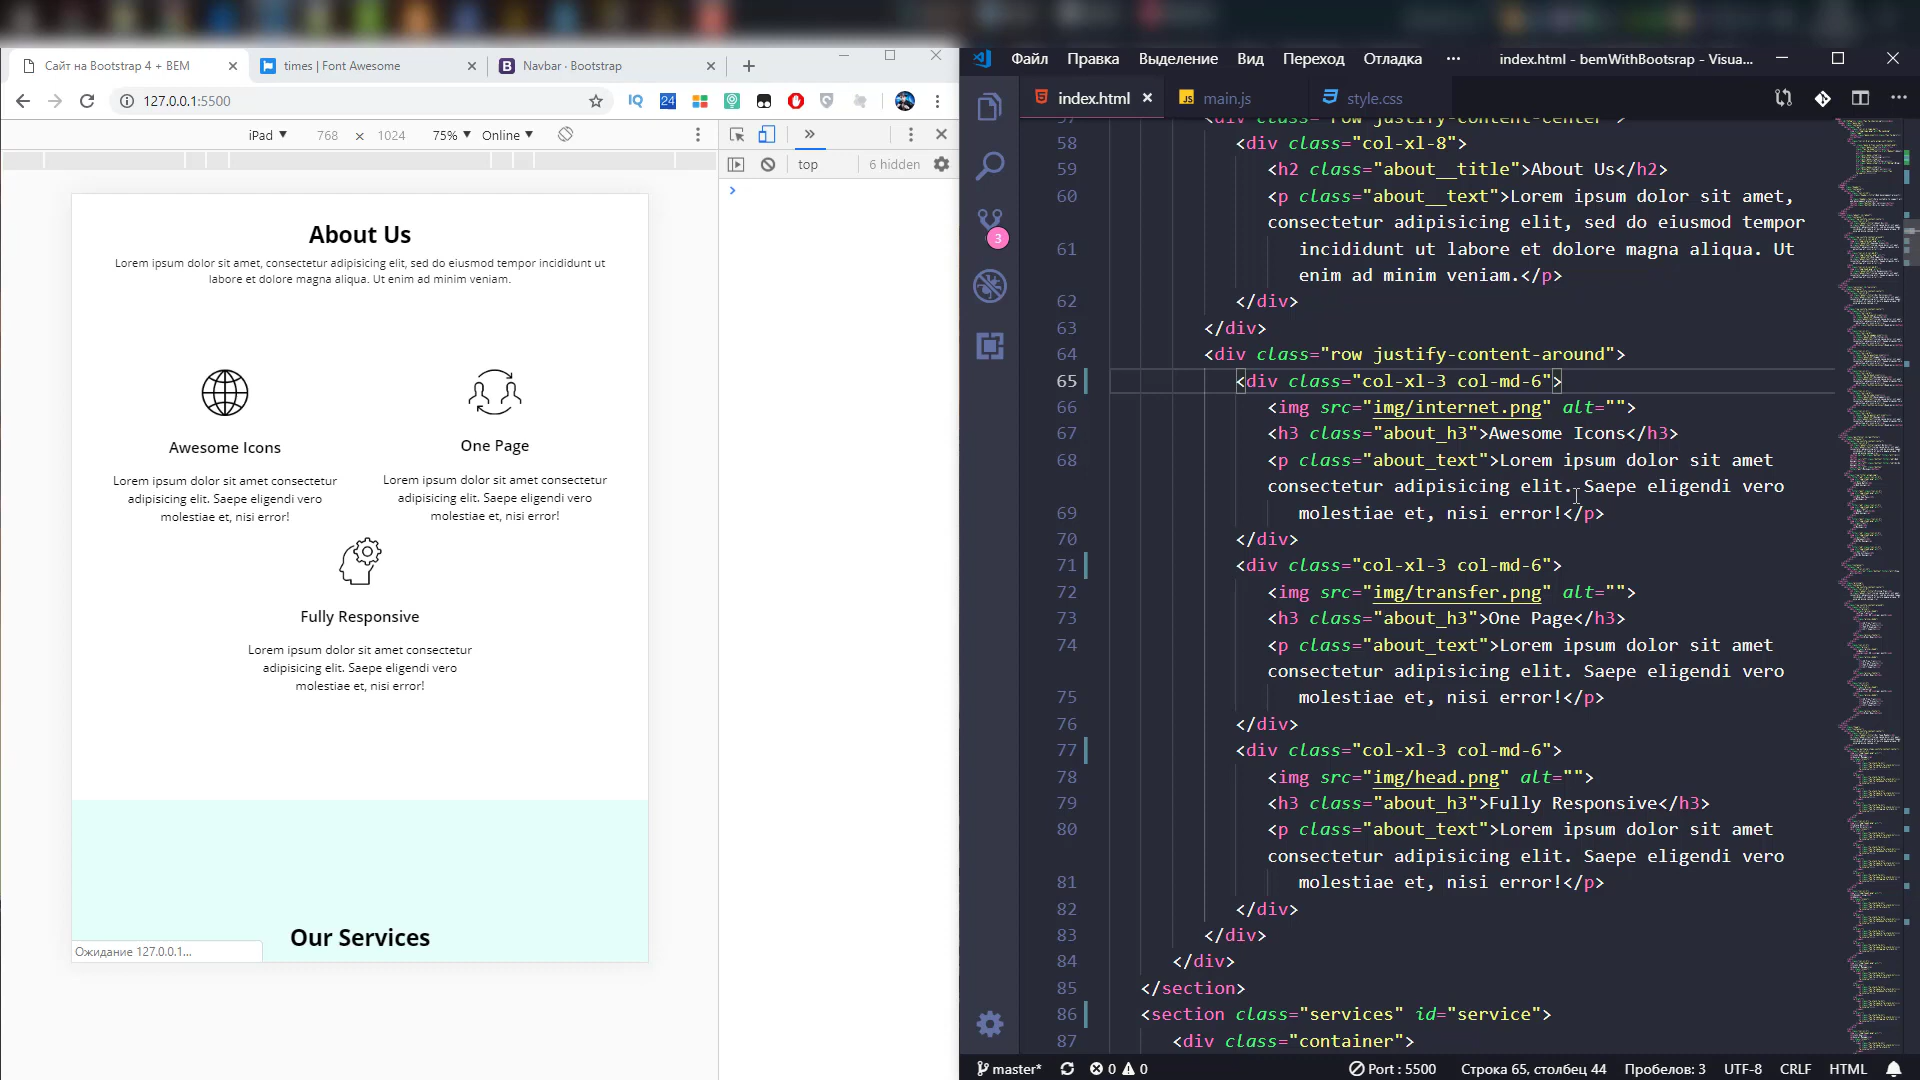 Сайт на Bootstrap 4 + BEM
times | Font Awesome
Navbar · Bootstrap
127.0.0.1:5500
24
iPad
768 × 1024
75%
Online
top
6 hidden
About Us
Lorem ipsum dolor sit amet, consectetur adipisicing elit, sed do eiusmod tempor incididunt ut
labore et dolore magna aliqua. Ut enim ad minim veniam.
Awesome Icons
Lorem ipsum dolor sit amet consectetur
adipisicing elit. Saepe eligendi vero
molestiae et, nisi error!
One Page
Lorem ipsum dolor sit amet consectetur
adipisicing elit. Saepe eligendi vero
molestiae et, nisi error!
Fully Responsive
Lorem ipsum dolor sit amet consectetur
adipisicing elit. Saepe eligendi vero
molestiae et, nisi error!
Our Services
Ожидание 127.0.0.1...
Файл Правка Выделение Вид Переход Отладка ··· index.html - bemWithBootsrap - Visua...
index.html
JS main.js
style.css
3
57 <div class="row justify-content-center">
58 <div class="col-xl-8">
59 <h2 class="about__title">About Us</h2>
60 <p class="about__text">Lorem ipsum dolor sit amet,
consectetur adipisicing elit, sed do eiusmod tempor
61 incididunt ut labore et dolore magna aliqua. Ut
enim ad minim veniam.</p>
62 </div>
63 </div>
64 <div class="row justify-content-around">
65 <div class="col-xl-3 col-md-6">
66 <img src="img/internet.png" alt="">
67 <h3 class="about_h3">Awesome Icons</h3>
68 <p class="about_text">Lorem ipsum dolor sit amet
consectetur adipisicing elit. Saepe eligendi vero
69 molestiae et, nisi error!</p>
70 </div>
71 <div class="col-xl-3 col-md-6">
72 <img src="img/transfer.png" alt="">
73 <h3 class="about_h3">One Page</h3>
74 <p class="about_text">Lorem ipsum dolor sit amet
consectetur adipisicing elit. Saepe eligendi vero
75 molestiae et, nisi error!</p>
76 </div>
77 <div class="col-xl-3 col-md-6">
78 <img src="img/head.png" alt="">
79 <h3 class="about_h3">Fully Responsive</h3>
80 <p class="about_text">Lorem ipsum dolor sit amet
consectetur adipisicing elit. Saepe eligendi vero
81 molestiae et, nisi error!</p>
82 </div>
83 </div>
84 </div>
85 </section>
86 <section class="services" id="service">
87 <div class="container">
master* 0 0 Port : 5500 Строка 65, столбец 44 Пробелов: 3 UTF-8 CRLF HTML